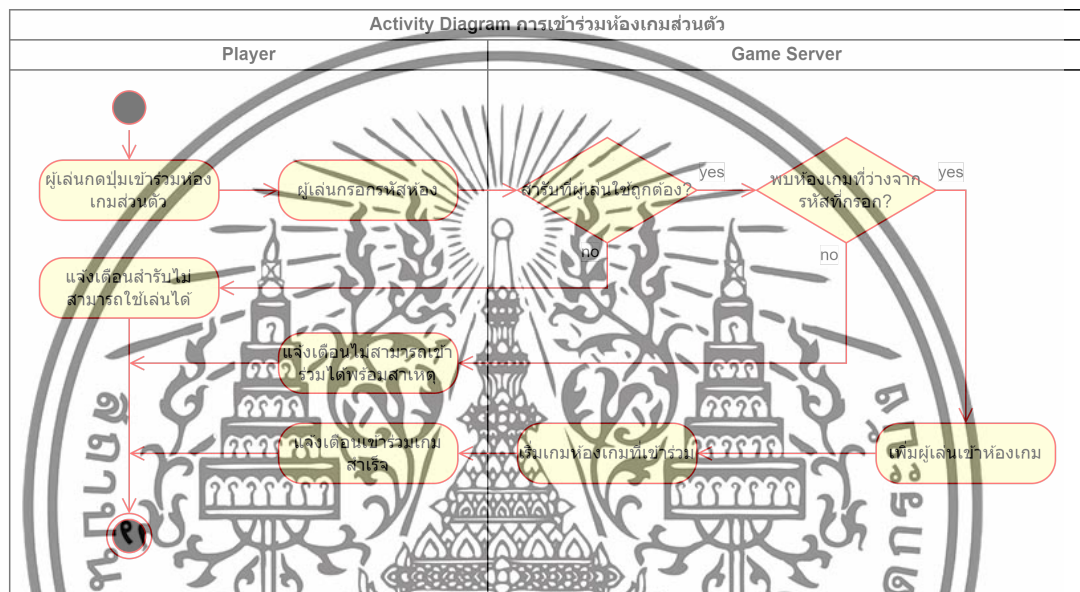 Activity Diagram การเข้าร่วมห้องเกมส่วนตัว
Player
Game Server
ผู้เล่นกดปุ่มเข้าร่วมห้อง
เกมส่วนตัว
ผู้เล่นกรอกรหัสห้อง
สำรับที่ผู้เล่นใช้ถูกต้อง?
yes
พบห้องเกมที่ว่างจาก
รหัสที่กรอก?
yes
no
no
แจ้งเตือนสำรับไม่
สามารถใช้เล่นได้
แจ้งเตือนไม่สามารถเข้า
ร่วมได้พร้อมสาเหตุ
แจ้งเตือนเข้าร่วมเกม
สำเร็จ
เริ่มเกมห้องเกมที่เข้าร่วม
เพิ่มผู้เล่นเข้าห้องเกม